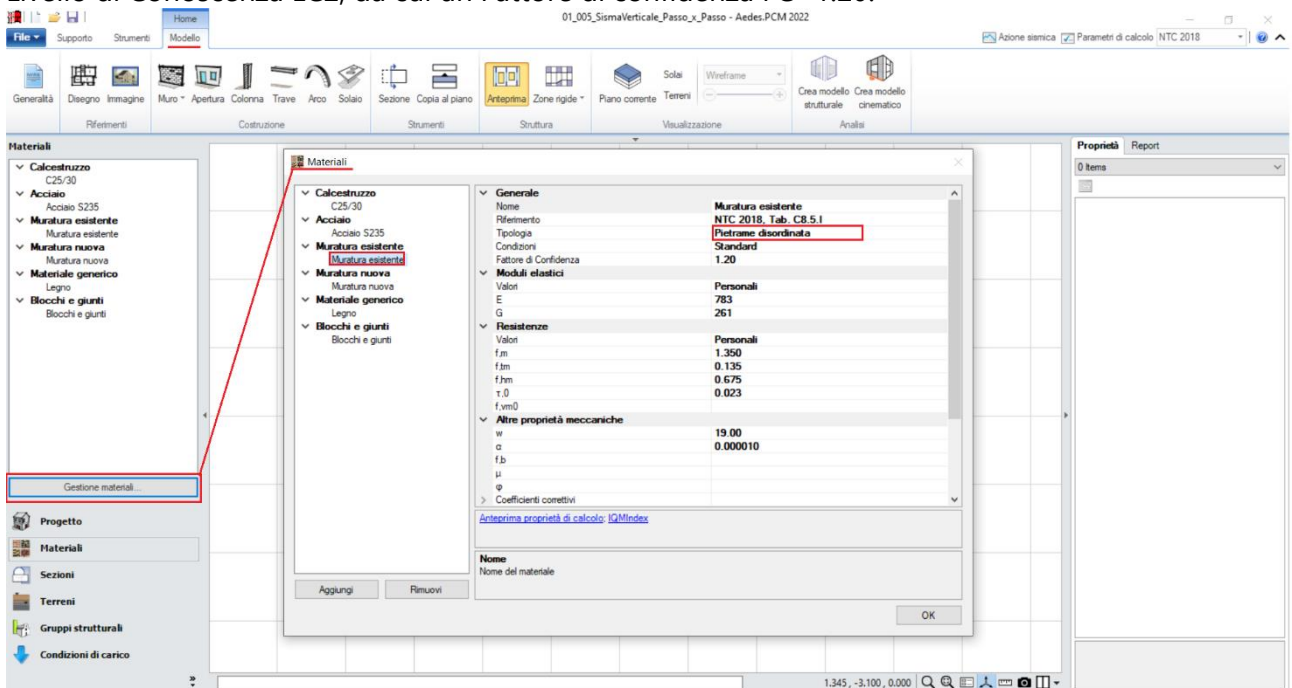 Livello di Conoscenza LC2, da cui un Fattore di confidenza FC=1.20.
Home
01_005_SismaVerticale_Passo_x_Passo - Aedes.PCM 2022
File Supporto Strumenti Modello
Azione sismica Parametri di calcolo NTC 2018
Solai Wireframe
Terreni
Generalità Disegno Immagine Muro Apertura Colonna Trave Arco Solaio Sezione Copia al piano Anteprima Zone rigide Piano corrente
Crea modello strutturale
Crea modello cinematico
Riferimenti Costruzione Strumenti Struttura Visualizzazione Analisi
Materiali
Calcestruzzo
C25/30
Acciaio
Acciaio S235
Muratura esistente
Muratura esistente
Muratura nuova
Muratura nuova
Materiale generico
Legno
Blocchi e giunti
Blocchi e giunti
Gestione materiali...
Progetto
Materiali
Sezioni
Terreni
Gruppi strutturali
Condizioni di carico
Materiali
Calcestruzzo
C25/30
Acciaio
Acciaio S235
Muratura esistente
Muratura esistente
Muratura nuova
Muratura nuova
Materiale generico
Legno
Blocchi e giunti
Blocchi e giunti
Aggiungi Rimuovi
Generale
Nome Muratura esistente
Riferimento NTC 2018, Tab. C8.5.I
Tipologia Pietrame disordinata
Condizioni Standard
Fattore di Confidenza 1.20
Moduli elastici
Valori Personali
E 783
G 261
Resistenze
Valori Personali
f,m 1.350
f,tm 0.135
f,hm 0.675
τ,0 0.023
f,vm0
Altre proprietà meccaniche
w 19.00
α 0.000010
f,b
μ
φ
Coefficienti correttivi
Anteprima proprietà di calcolo; IQMIndex
Nome
Nome del materiale
OK
Proprietà Report
0 Items
1.345 , -3.100 , 0.000